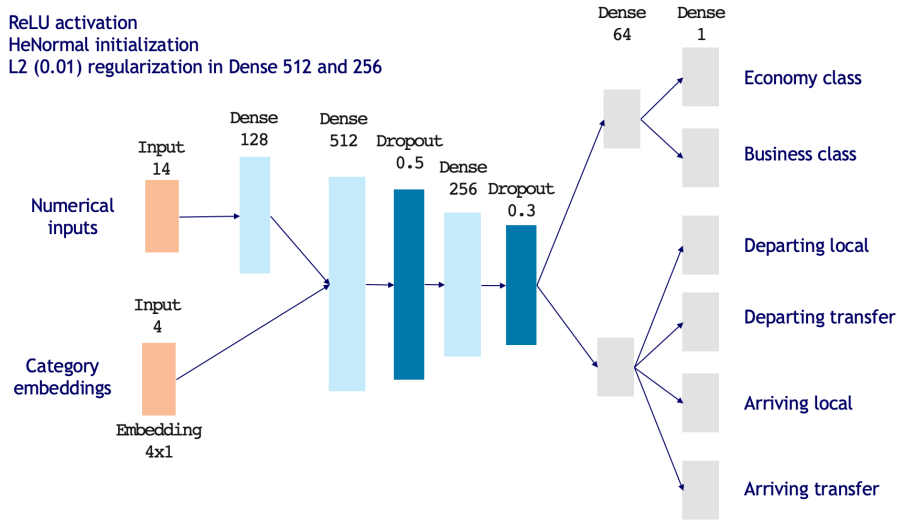 ReLU activation
HeNormal initialization
L2 (0.01) regularization in Dense 512 and 256
Numerical
inputs
Input
14
Dense
128
Category
embeddings
Input
4
Embedding
4x1
Dense
512
Dropout
0.5
Dense
256
Dropout
0.3
Dense
64
Dense
1
Economy class
Business class
Departing local
Departing transfer
Arriving local
Arriving transfer